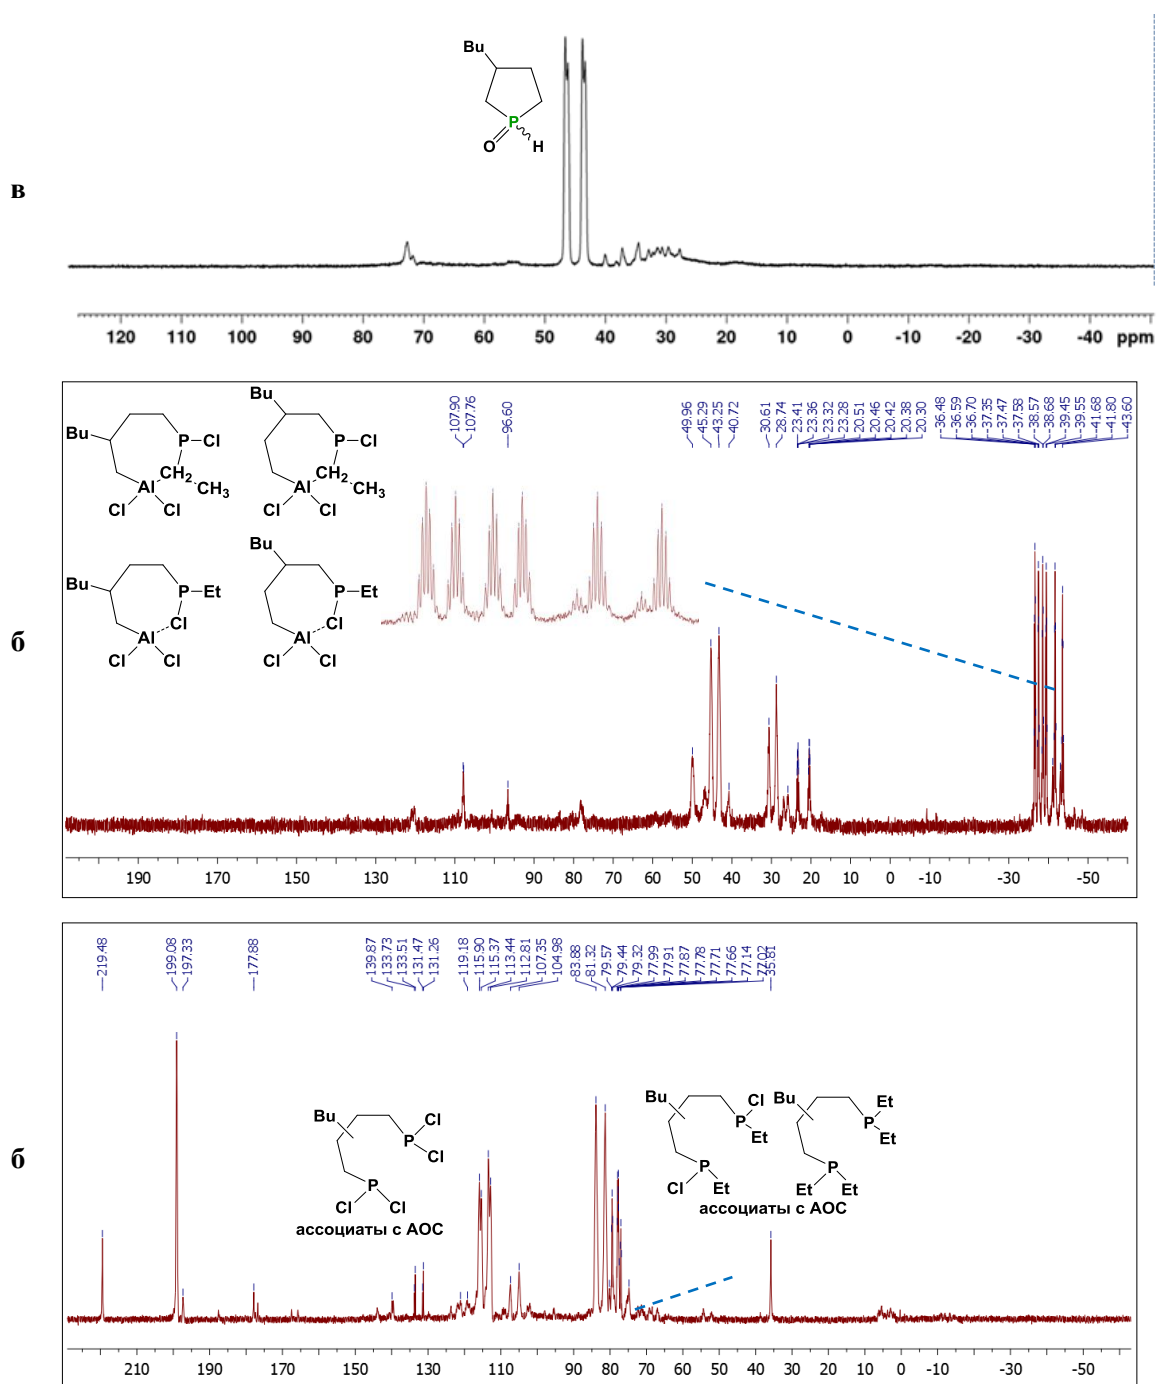 Bu
P
O
H
в
120 110 100 90 80 70 60 50 40 30 20 10 0 -10 -20 -30 -40 ppm
107.90
107.76
96.60
49.96
45.29
43.25
40.72
30.61
28.74
23.41
23.36
23.32
23.28
20.51
20.46
20.42
20.38
20.30
-36.48
-36.59
-36.70
-37.35
-37.47
-37.58
-38.57
-38.68
-39.45
-39.55
-41.68
-41.80
-43.60
Bu
P Cl
CH2
Al CH3
Cl Cl
Bu
P Cl
CH2
Al CH3
Cl Cl
Bu
P Et
Cl
Al
Cl Cl
Bu
P Et
Cl
Al
Cl Cl
б
190 170 150 130 110 90 80 70 60 50 40 30 20 10 0 -10 -30 -50
219.48
199.08
197.33
177.88
139.87
133.73
133.51
131.47
131.26
119.18
115.90
115.37
113.44
112.81
107.35
104.98
83.88
81.32
79.57
79.44
79.32
77.99
77.91
77.87
77.78
77.71
77.66
77.14
77.02
35.81
Bu
Cl
P
Cl
P
Cl Cl
ассоциаты с АОС
Bu
Cl
P
Et
P
Cl Et
Bu
Et
P
Et
P
Et Et
ассоциаты с АОС
б
210 190 170 150 130 110 90 80 70 60 50 40 30 20 10 0 -10 -30 -50